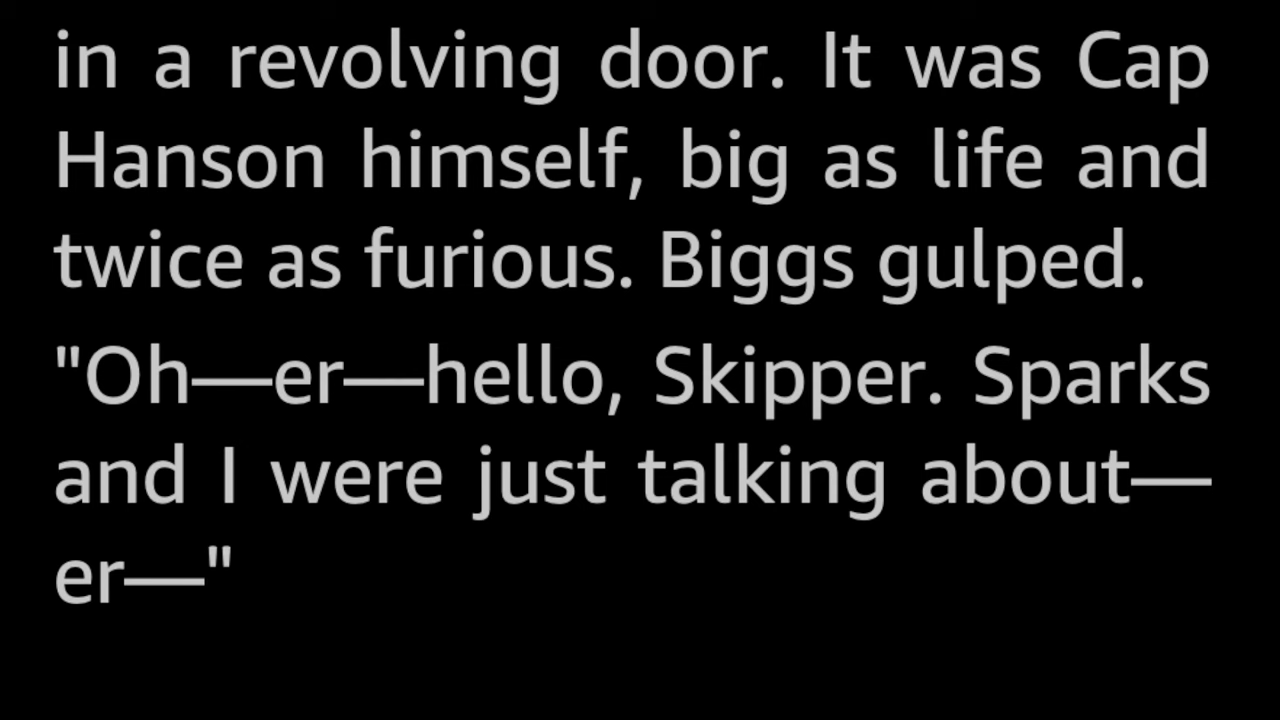 in a revolving door. It was Cap
Hanson himself, big as life and
twice as furious. Biggs gulped.
"Oh—er—hello, Skipper. Sparks
and I were just talking about—
er—"